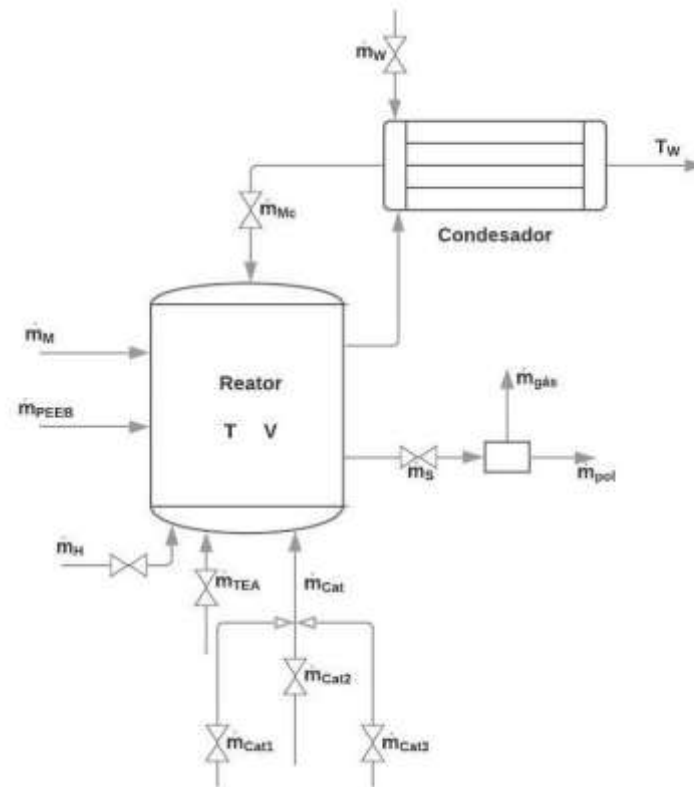 ṁW
TW
ṁMc
Condesador
ṁM
Reator
ṁgás
ṁPEEB
T V
ṁS
ṁpol
ṁH
ṁTEA
ṁCat
ṁCat2
ṁCat1
ṁCat3